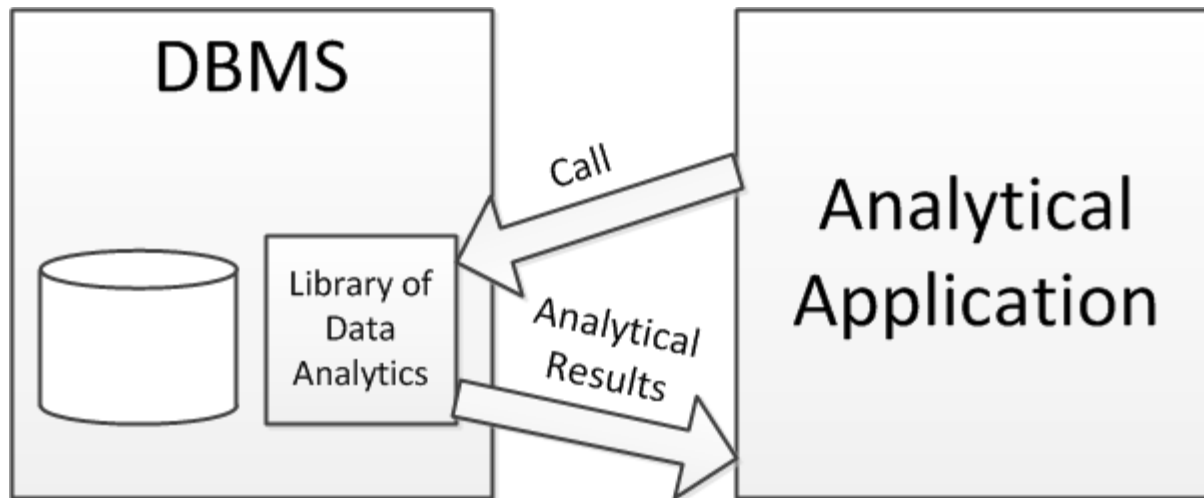 DBMS
Library of
Data
Analytics
Call
Analytical
Results
Analytical
Application